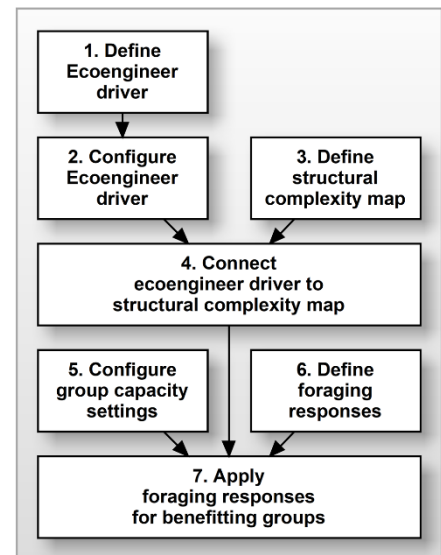 1. Define
Ecoengineer
driver
2. Configure
Ecoengineer
driver
3. Define
structural
complexity map
4. Connect
ecoengineer driver to
structural complexity map
5. Configure
group capacity
settings
6. Define
foraging
responses
7. Apply
foraging responses
for benefitting groups